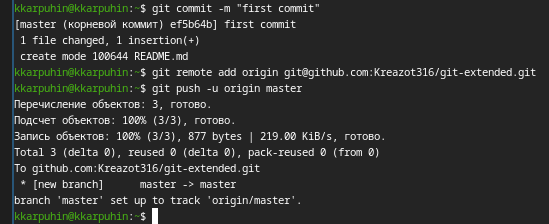 kkarpuhin@kkarpuhin:~$ git commit -m "first commit"
[master (корневой коммит) ef5b64b] first commit
 1 file changed, 1 insertion(+)
 create mode 100644 README.md
kkarpuhin@kkarpuhin:~$ git remote add origin git@github.com:Kreazot316/git-extended.git
kkarpuhin@kkarpuhin:~$ git push -u origin master
Перечисление объектов: 3, готово.
Подсчет объектов: 100% (3/3), готово.
Запись объектов: 100% (3/3), 877 bytes | 219.00 KiB/s, готово.
Total 3 (delta 0), reused 0 (delta 0), pack-reused 0 (from 0)
To github.com:Kreazot316/git-extended.git
 * [new branch]      master -> master
branch 'master' set up to track 'origin/master'.
kkarpuhin@kkarpuhin:~$